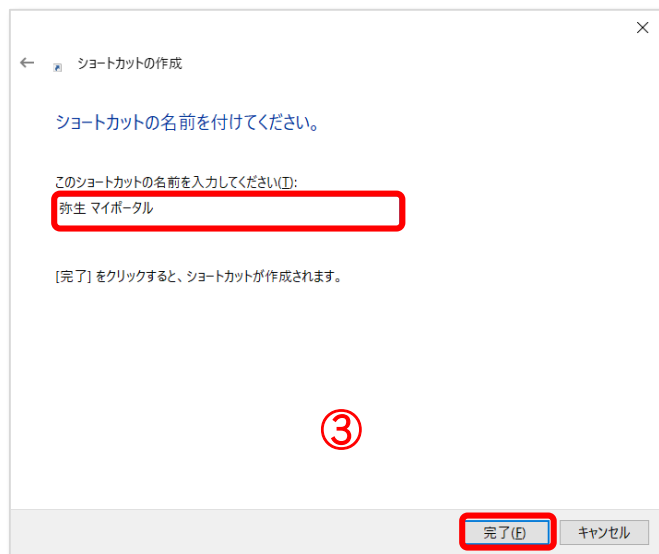 ショートカットの作成
ショートカットの名前を付けてください。
このショートカットの名前を入力してください(T):
弥生 マイポータル
[完了] をクリックすると、ショートカットが作成されます。
③
完了(F)
キャンセル